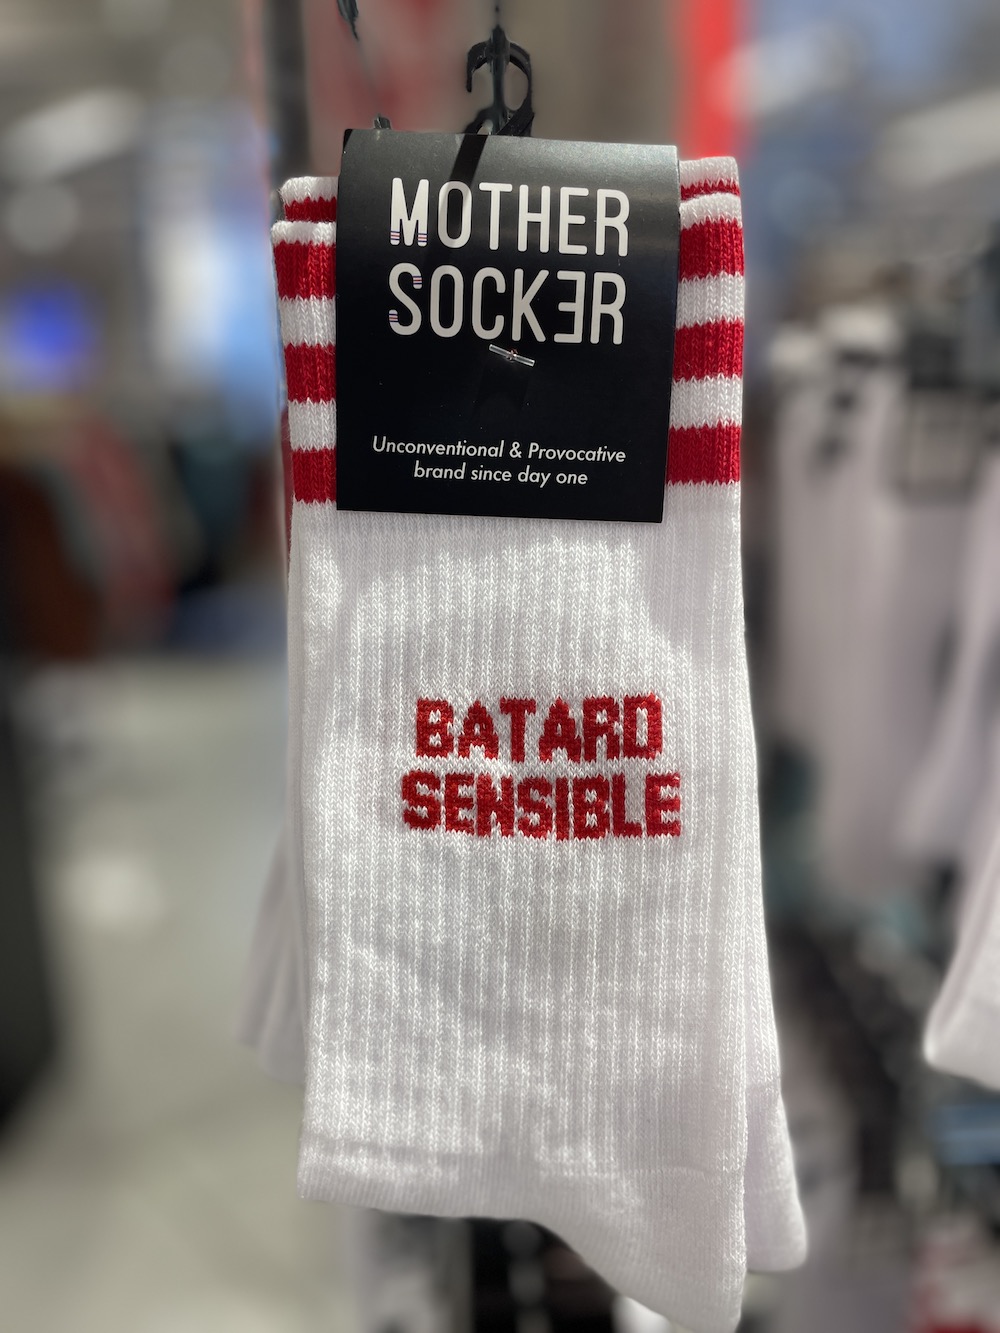 MOTHER
SOCKƎR
Unconventional & Provocative
brand since day one
BATARD
SENSIBLE